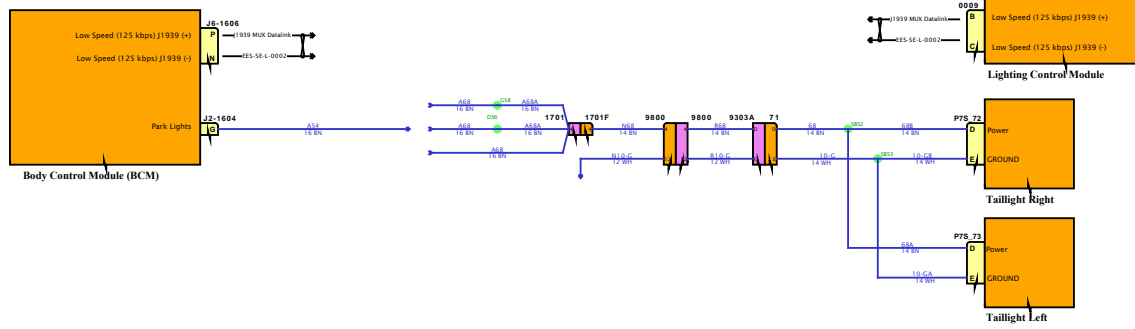 J6-1606
Low Speed (125 kbps) J1939 (+)
P
J1939 MUX Datalink
Low Speed (125 kbps) J1939 (-)
N
EES-SE-L-0002
J2-1604
Park Lights
G
A54
16 BN
Body Control Module (BCM)
0009
J1939 MUX Datalink
B
Low Speed (125 kbps) J1939 (+)
EES-SE-L-0002
C
Low Speed (125 kbps) J1939 (-)
Lighting Control Module
A68
16 BN
GS8
A68A
16 BN
A68
16 BN
DS6
A68A
16 BN
A68
16 BN
1701
1701F
N68
14 BN
9800
9800
R68
14 BN
9303A
71
68
14 BN
SBS2
68B
14 BN
P7S_72
D
Power
N10-G
12 WH
R10-G
12 WH
10-G
14 WH
SBS3
10-GB
14 WH
E
GROUND
Taillight Right
P7S_73
68A
14 BN
D
Power
10-GA
14 WH
E
GROUND
Taillight Left